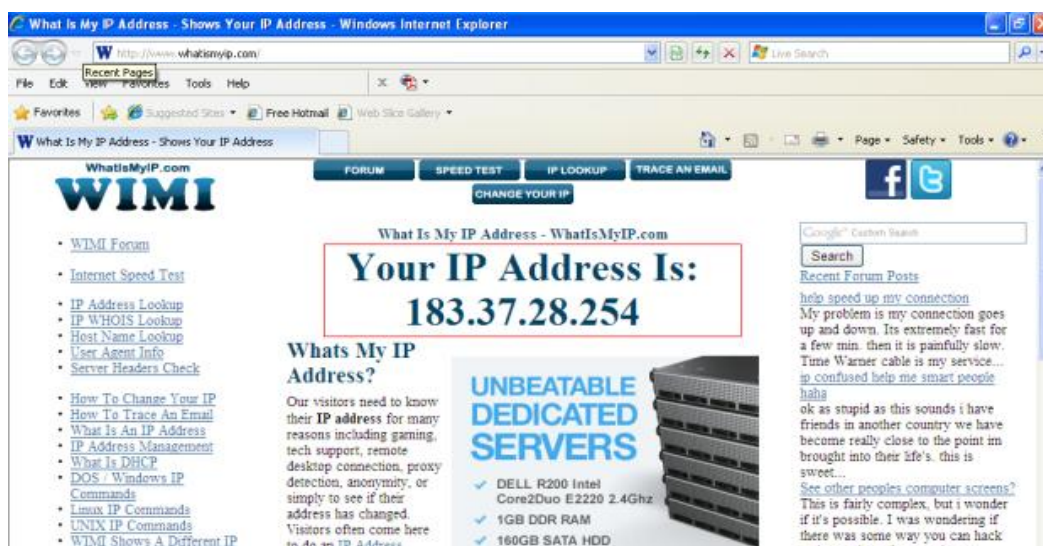 What Is My IP Address - Shows Your IP Address - Windows Internet Explorer
http://www.whatismyip.com/
Live Search
Recent Pages
File Edit View Favorites Tools Help
Favorites Suggested Sites Free Hotmail Web Slice Gallery
What Is My IP Address - Shows Your IP Address
Page Safety Tools
WhatIsMyIP.com
WIMI
FORUM SPEED TEST IP LOOKUP TRACE AN EMAIL
CHANGE YOUR IP
WIMI Forum
Internet Speed Test
IP Address Lookup
IP WHOIS Lookup
Host Name Lookup
User Agent Info
Server Headers Check
How To Change Your IP
How To Trace An Email
What Is An IP Address
IP Address Management
What Is DHCP
DOS / Windows IP
Commands
Linux IP Commands
UNIX IP Commands
WIMI Shows A Different IP
What Is My IP Address - WhatIsMyIP.com
Your IP Address Is:
183.37.28.254
Whats My IP
Address?
Our visitors need to know
their IP address for many
reasons including gaming,
tech support, remote
desktop connection, proxy
detection, anonymity, or
simply to see if their
address has changed.
Visitors often come here
to do an IP Address
UNBEATABLE
DEDICATED
SERVERS
DELL R200 Intel
Core2Duo E2220 2.4Ghz
1GB DDR RAM
160GB SATA HDD
Google Custom Search
Search
Recent Forum Posts
help speed up my connection
My problem is my connection goes
up and down. Its extremely fast for
a few min. then it is painfully slow.
Time Warner cable is my service...
ip confused help me smart people
haha
ok as stupid as this sounds i have
friends in another country we have
become really close to the point im
brought into their life's. this is
sweet...
See other peoples computer screens?
This is fairly complex, but i wonder
if it's possible. I was wondering if
there was some way you can hack